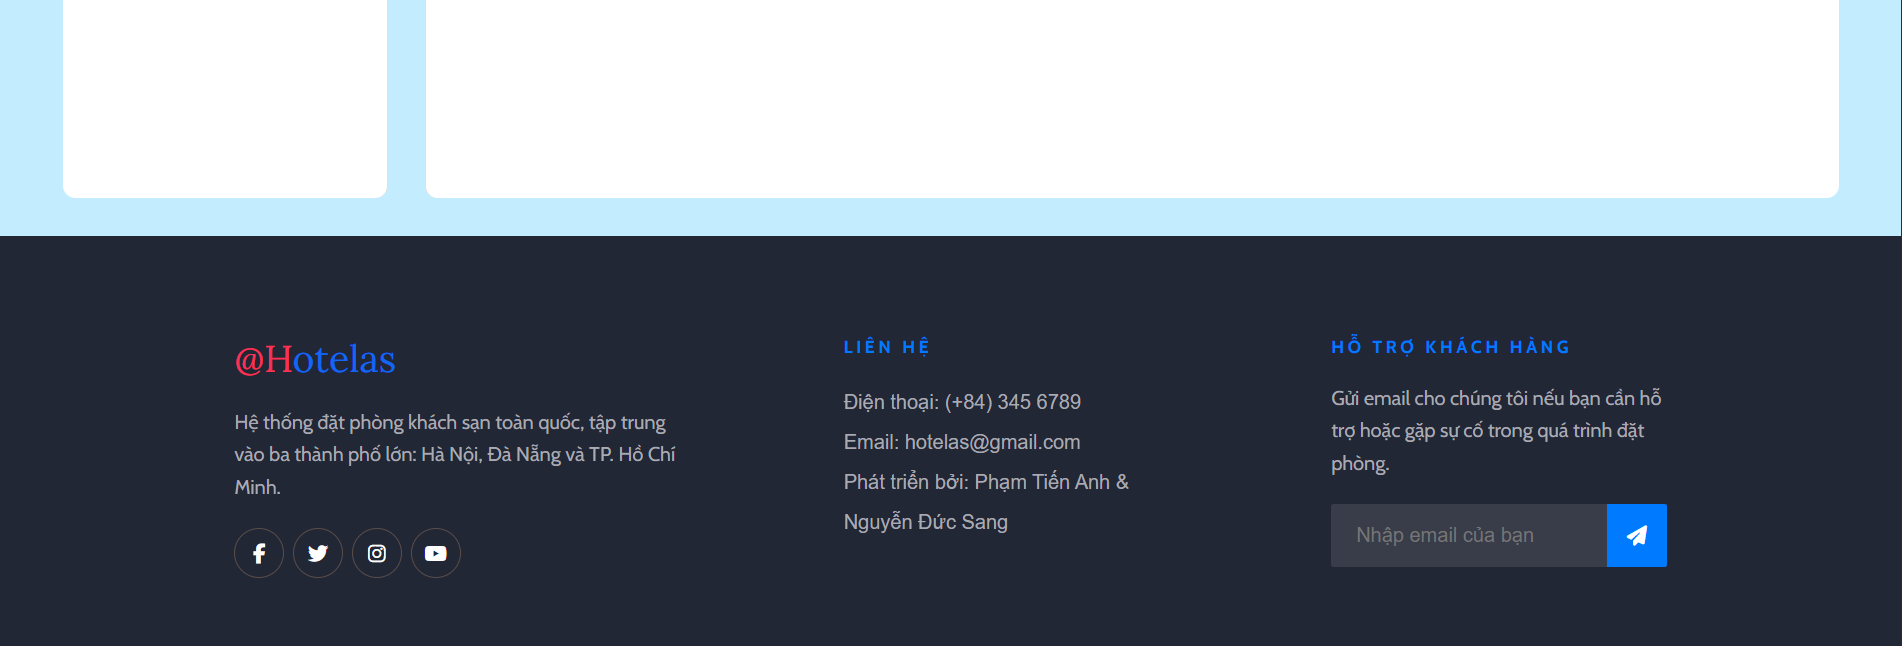 @Hotelas
Hệ thống đặt phòng khách sạn toàn quốc, tập trung
vào ba thành phố lớn: Hà Nội, Đà Nẵng và TP. Hồ Chí
Minh.
LIÊN HỆ
Điện thoại: (+84) 345 6789
Email: hotelas@gmail.com
Phát triển bởi: Phạm Tiến Anh &
Nguyễn Đức Sang
HỖ TRỢ KHÁCH HÀNG
Gửi email cho chúng tôi nếu bạn cần hỗ
trợ hoặc gặp sự cố trong quá trình đặt
phòng.
Nhập email của bạn